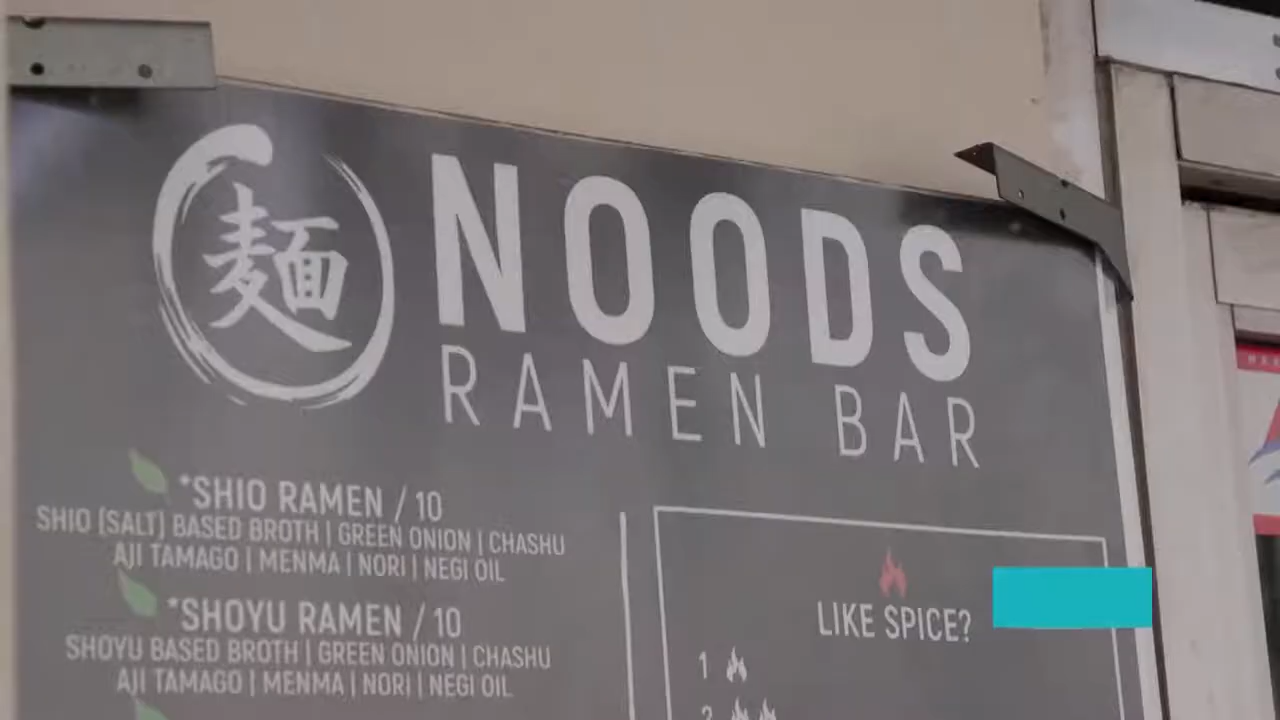 麺
NOODS
RAMEN BAR
*SHIO RAMEN / 10
SHIO (SALT) BASED BROTH | GREEN ONION | CHASHU
AJI TAMAGO | MENMA | NORI | NEGI OIL
*SHOYU RAMEN / 10
SHOYU BASED BROTH | GREEN ONION | CHASHU
AJI TAMAGO | MENMA | NORI | NEGI OIL
LIKE SPICE?
1
2